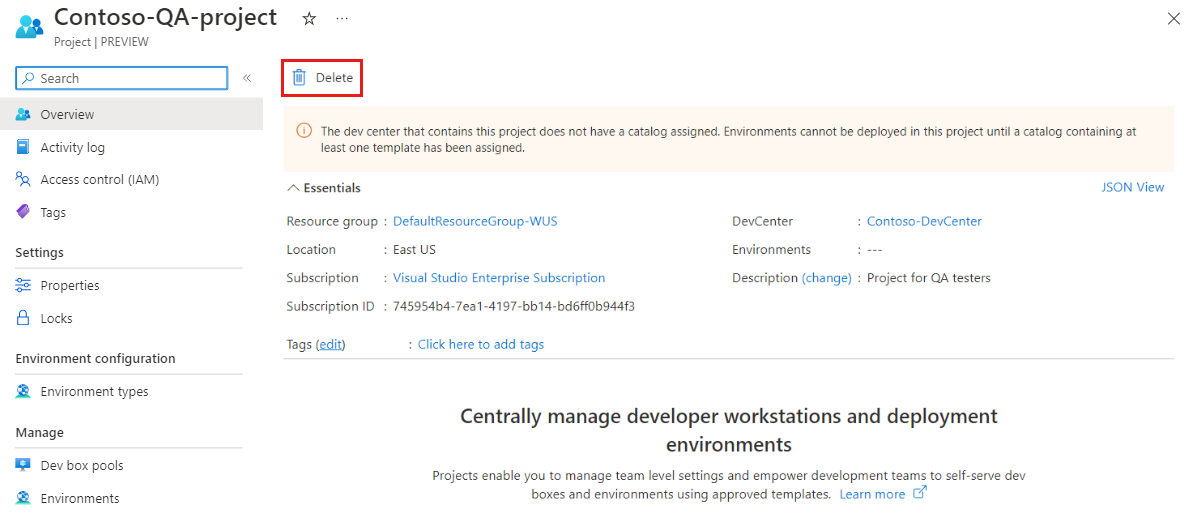 Contoso-QA-project
Project | PREVIEW
Search
Overview
Activity log
Access control (IAM)
Tags
Settings
Properties
Locks
Environment configuration
Environment types
Manage
Dev box pools
Environments
Delete
The dev center that contains this project does not have a catalog assigned. Environments cannot be deployed in this project until a catalog containing at
least one template has been assigned.
Essentials
JSON View
Resource group : DefaultResourceGroup-WUS
Location : East US
Subscription : Visual Studio Enterprise Subscription
Subscription ID : 745954b4-7ea1-4197-bb14-bd6ff0b944f3
DevCenter : Contoso-DevCenter
Environments : ---
Description (change) : Project for QA testers
Tags (edit) : Click here to add tags
Centrally manage developer workstations and deployment
environments
Projects enable you to manage team level settings and empower development teams to self-serve dev
boxes and environments using approved templates. Learn more